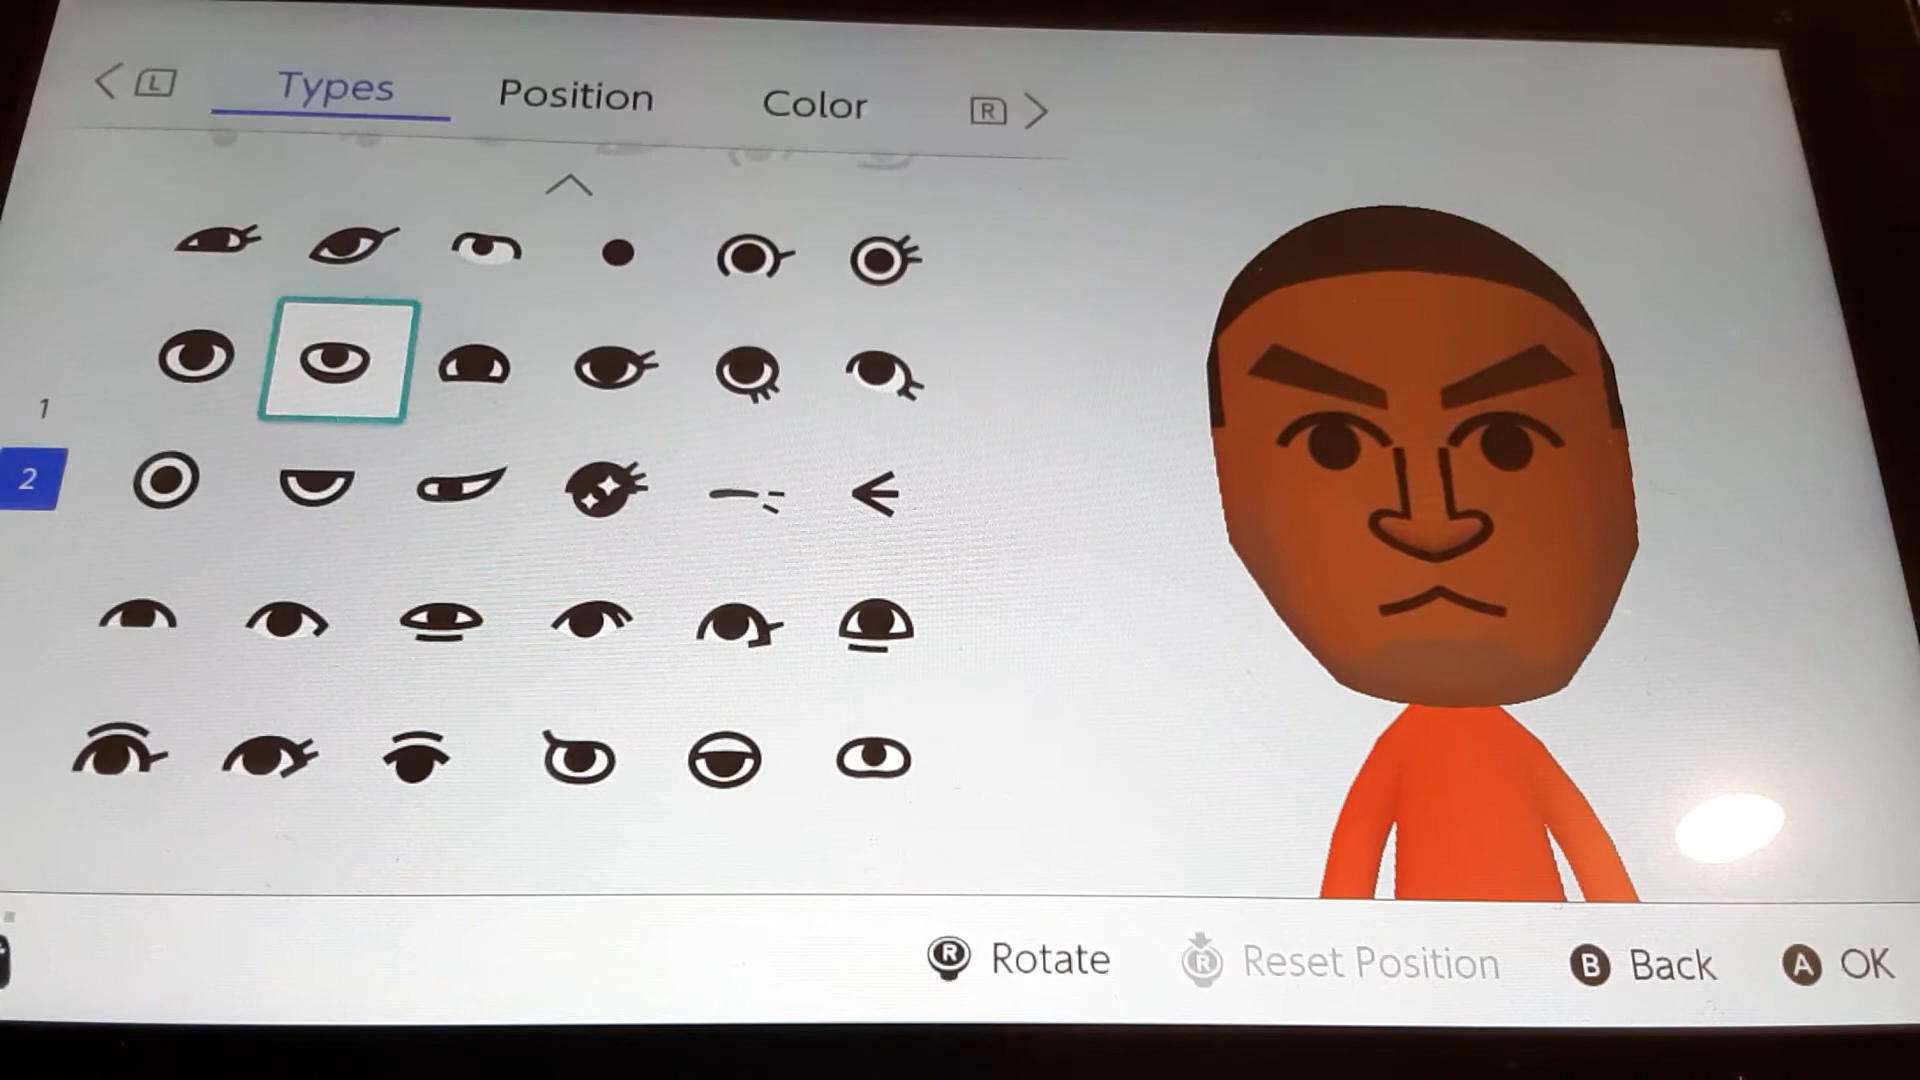 L Types Position Color R
1
2
R Rotate R Reset Position B Back A OK